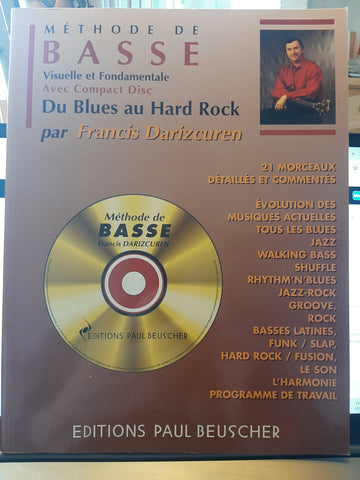 MÉTHODE DE
BASSE
Visuelle et Fondamentale
Avec Compact Disc
Du Blues au Hard Rock
par Francis Darizcuren
21 MORCEAUX
DÉTAILLÉS ET COMMENTÉS
ÉVOLUTION DES
MUSIQUES ACTUELLES
TOUS LES BLUES
JAZZ
WALKING BASS
SHUFFLE
RHYTHM'N'BLUES
JAZZ-ROCK
GROOVE,
ROCK
BASSES LATINES,
FUNK / SLAP,
HARD ROCK / FUSION,
LE SON
L'HARMONIE
PROGRAMME DE TRAVAIL
Méthode de
BASSE
Francis DARIZCUREN
EDITIONS PAUL BEUSCHER
EDITIONS PAUL BEUSCHER